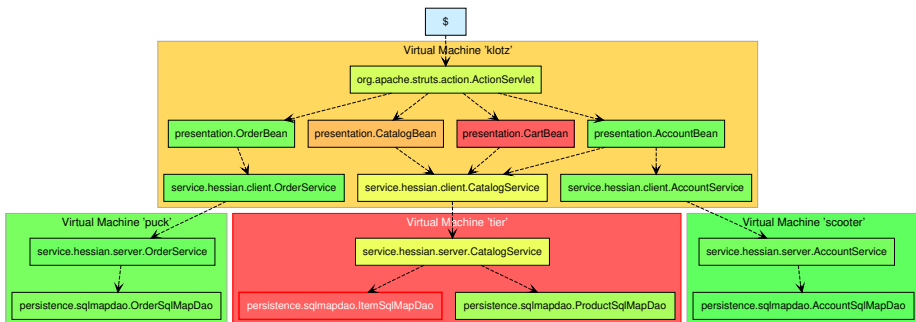 $
Virtual Machine 'klotz'
org.apache.struts.action.ActionServlet
presentation.OrderBean
presentation.CatalogBean
presentation.CartBean
presentation.AccountBean
service.hessian.client.OrderService
service.hessian.client.CatalogService
service.hessian.client.AccountService
Virtual Machine 'puck'
Virtual Machine 'tier'
Virtual Machine 'scooter'
service.hessian.server.OrderService
service.hessian.server.CatalogService
service.hessian.server.AccountService
persistence.sqlmapdao.OrderSqlMapDao
persistence.sqlmapdao.ItemSqlMapDao
persistence.sqlmapdao.ProductSqlMapDao
persistence.sqlmapdao.AccountSqlMapDao